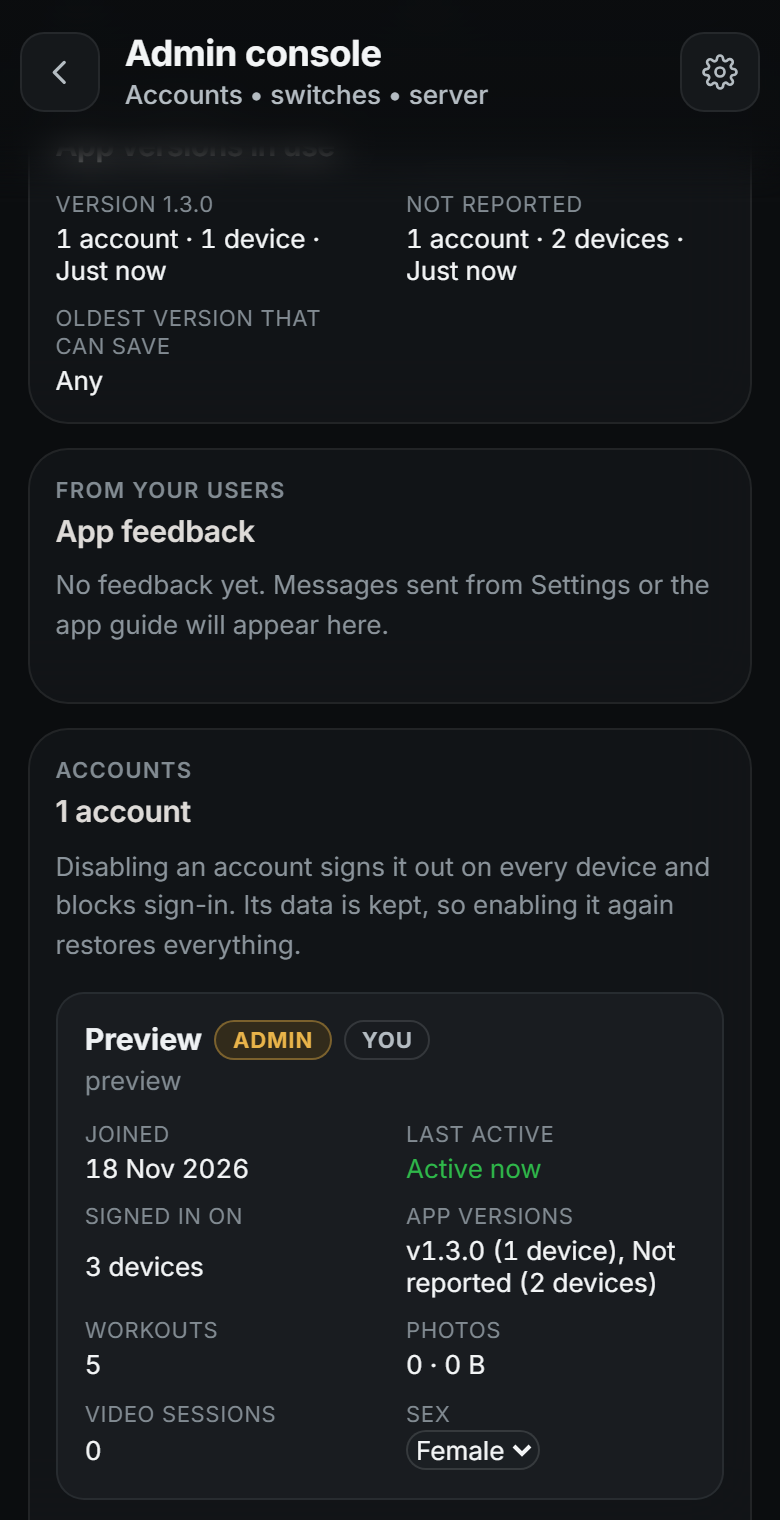 Admin console
Accounts • switches • server
App versions in use
VERSION 1.3.0
1 account · 1 device ·
Just now
NOT REPORTED
1 account · 2 devices ·
Just now
OLDEST VERSION THAT
CAN SAVE
Any
FROM YOUR USERS
App feedback
No feedback yet. Messages sent from Settings or the
app guide will appear here.
ACCOUNTS
1 account
Disabling an account signs it out on every device and
blocks sign-in. Its data is kept, so enabling it again
restores everything.
Preview ADMIN YOU
preview
JOINED
18 Nov 2026
LAST ACTIVE
Active now
SIGNED IN ON
3 devices
APP VERSIONS
v1.3.0 (1 device), Not
reported (2 devices)
WORKOUTS
5
PHOTOS
0 · 0 B
VIDEO SESSIONS
0
SEX
Female